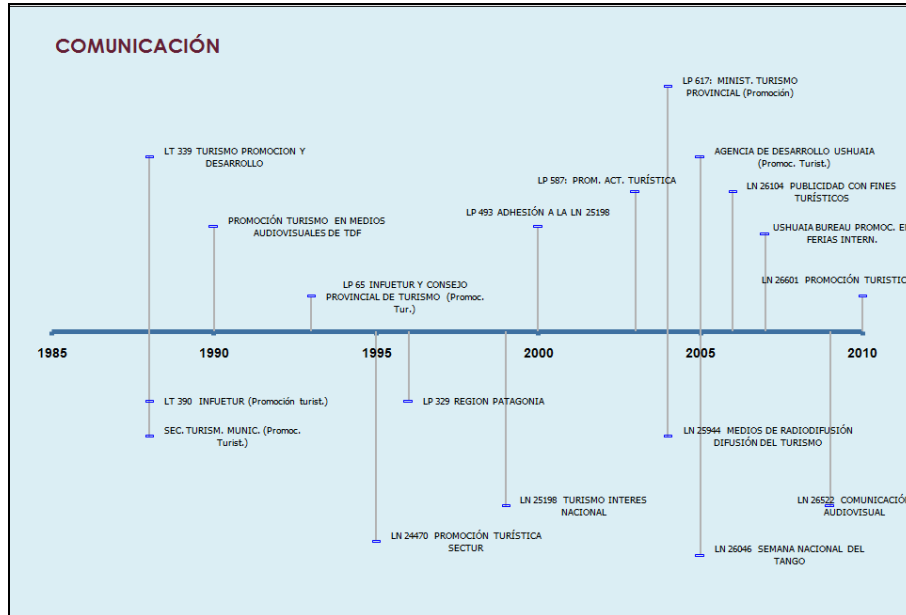 COMUNICACIÓN
LP 617: MINIST. TURISMO
PROVINCIAL (Promoción)
LT 339 TURISMO PROMOCION Y
DESARROLLO
AGENCIA DE DESARROLLO USHUAIA
(Promoc. Turist.)
LP 587: PROM. ACT. TURÍSTICA
LN 26104 PUBLICIDAD CON FINES
TURÍSTICOS
PROMOCIÓN TURISMO EN MEDIOS
AUDIOVISUALES DE TDF
LP 493 ADHESIÓN A LA LN 25198
USHUAIA BUREAU PROMOC. E
FERIAS INTERN.
LP 65 INFUETUR Y CONSEJO
PROVINCIAL DE TURISMO (Promoc.
Tur.)
LN 26601 PROMOCIÓN TURISTIC
1985 1990 1995 2000 2005 2010
LT 390 INFUETUR (Promoción turist.)
LP 329 REGION PATAGONIA
SEC. TURISM. MUNIC. (Promoc.
Turist.)
LN 25944 MEDIOS DE RADIODIFUSIÓN
DIFUSIÓN DEL TURISMO
LN 25198 TURISMO INTERES
NACIONAL
LN 26522 COMUNICACIÓN
AUDIOVISUAL
LN 24470 PROMOCIÓN TURÍSTICA
SECTUR
LN 26046 SEMANA NACIONAL DEL
TANGO